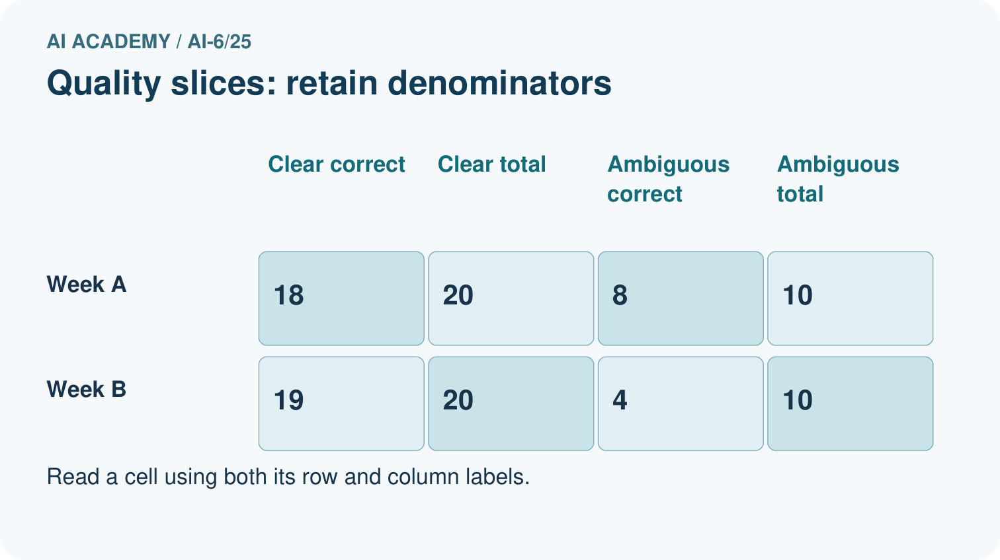 AI ACADEMY / AI-6/25
Quality slices: retain denominators
Clear correct
Clear total
Ambiguous
correct
Ambiguous
total
Week A
18
20
8
10
Week B
19
20
4
10
Read a cell using both its row and column labels.